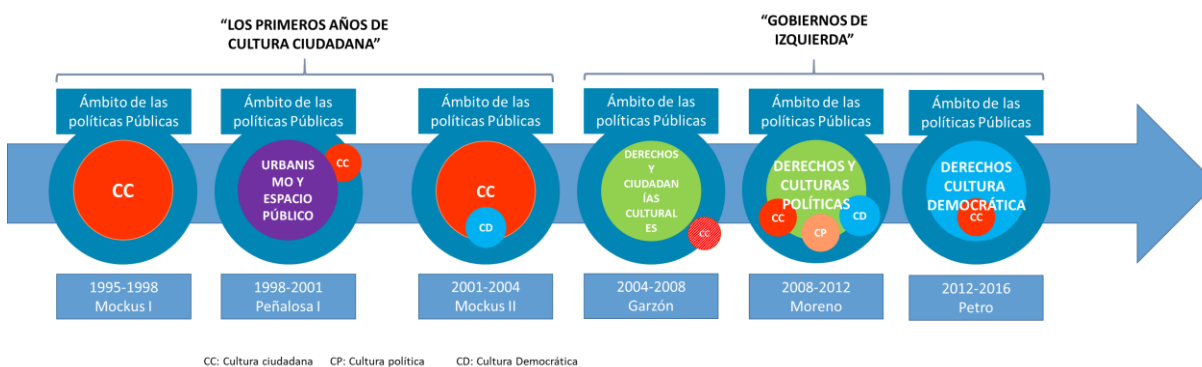 “LOS PRIMEROS AÑOS DE
CULTURA CIUDADANA”
“GOBIERNOS DE
IZQUIERDA”
Ámbito de las
políticas Públicas
Ámbito de las
políticas Públicas
Ámbito de las
políticas Públicas
Ámbito de las
políticas Públicas
Ámbito de las
políticas Públicas
Ámbito de las
políticas Públicas
CC
URBANIS
MO Y
ESPACIO
PÚBLICO
CC
CC
CD
DERECHOS
Y
CIUDADAN
ÍAS
CULTURAL
ES
CC
DERECHOS Y
CULTURAS
POLÍTICAS
CC
CP
CD
DERECHOS
CULTURA
DEMOCRÁTICA
CC
1995-1998
Mockus I
1998-2001
Peñalosa I
2001-2004
Mockus II
2004-2008
Garzón
2008-2012
Moreno
2012-2016
Petro
CC: Cultura ciudadana CP: Cultura política CD: Cultura Democrática